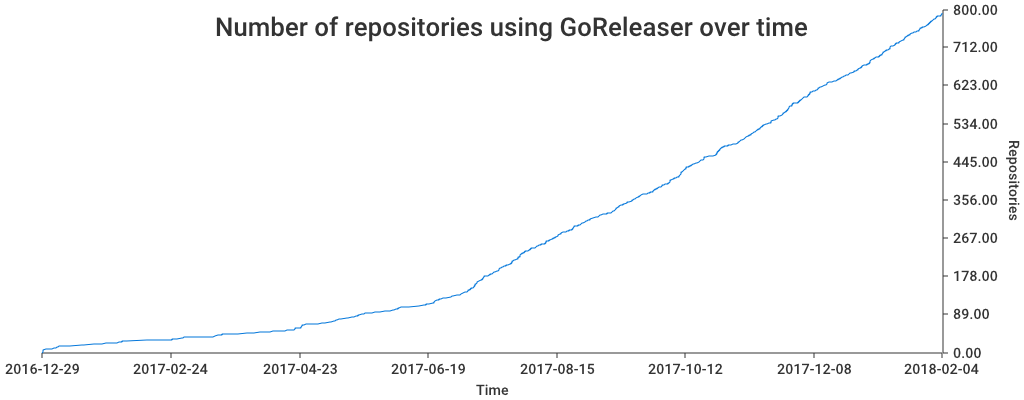 Number of repositories using GoReleaser over time
800.00
712.00
623.00
534.00
445.00
356.00
267.00
178.00
89.00
0.00
Repositories
2016-12-29 2017-02-24 2017-04-23 2017-06-19 2017-08-15 2017-10-12 2017-12-08 2018-02-04
Time